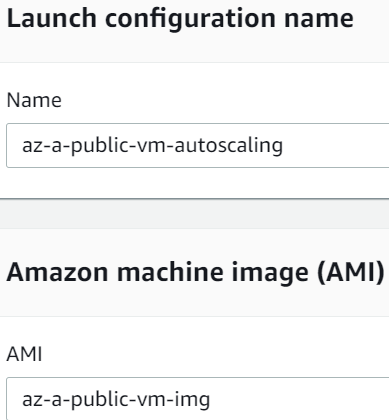 Launch configuration name
Name
az-a-public-vm-autoscaling
Amazon machine image (AMI)
AMI
az-a-public-vm-img